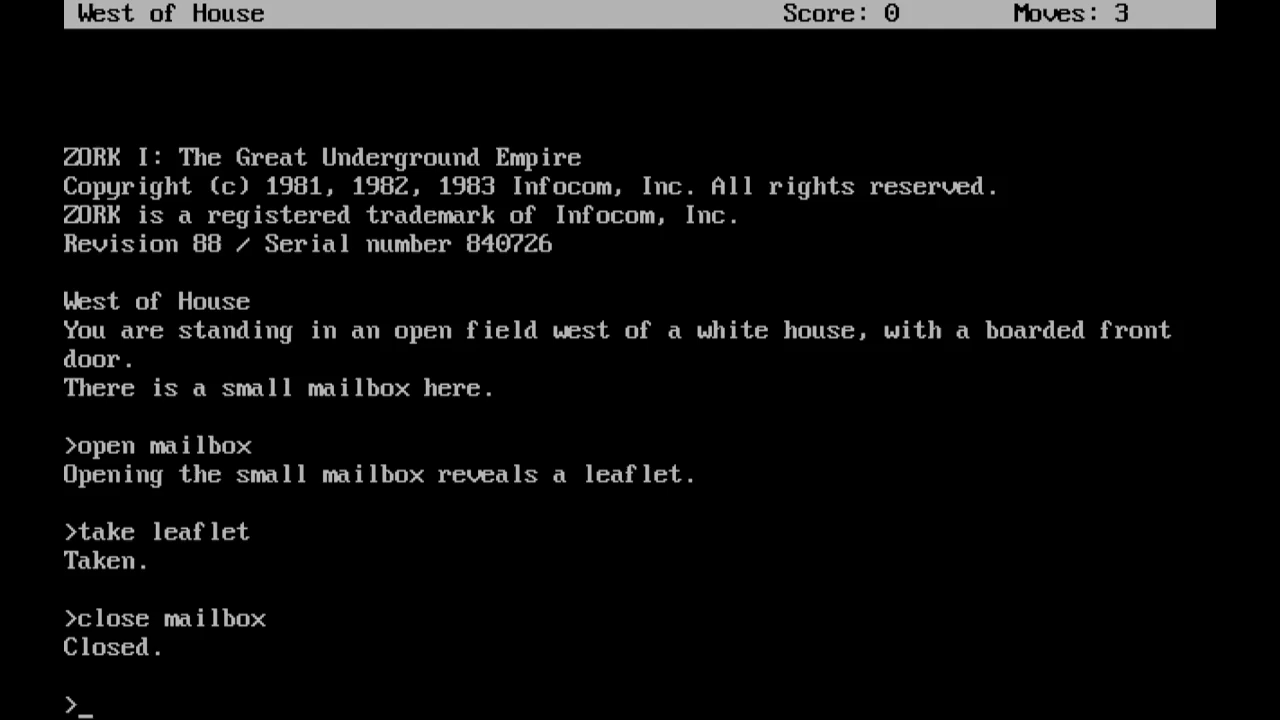 West of House Score: 0 Moves: 3
ZORK I: The Great Underground Empire
Copyright (c) 1981, 1982, 1983 Infocom, Inc. All rights reserved.
ZORK is a registered trademark of Infocom, Inc.
Revision 88 / Serial number 840726
West of House
You are standing in an open field west of a white house, with a boarded front
door.
There is a small mailbox here.
>open mailbox
Opening the small mailbox reveals a leaflet.
>take leaflet
Taken.
>close mailbox
Closed.
>_